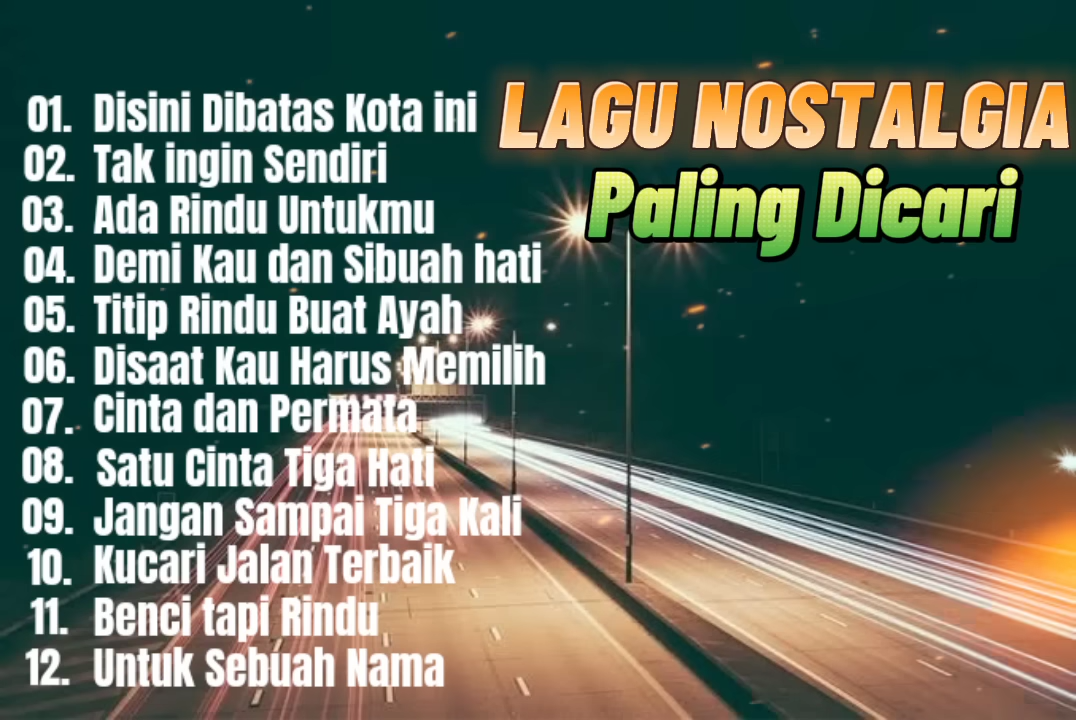 LAGU NOSTALGIA
Paling Dicari
01. Disini Dibatas Kota ini
02. Tak ingin Sendiri
03. Ada Rindu Untukmu
04. Demi Kau dan Sibuah hati
05. Titip Rindu Buat Ayah
06. Disaat Kau Harus Memilih
07. Cinta dan Permata
08. Satu Cinta Tiga Hati
09. Jangan Sampai Tiga Kali
10. Kucari Jalan Terbaik
11. Benci tapi Rindu
12. Untuk Sebuah Nama